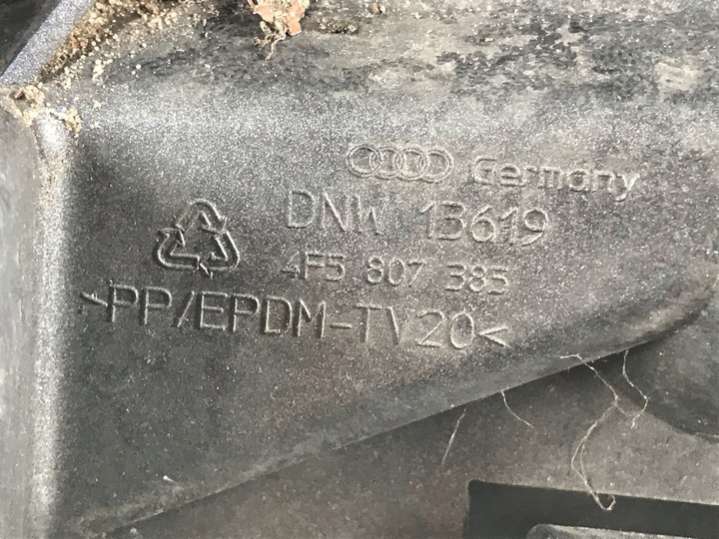 Germany
DNW 13619
4F5 807 385
>PP/EPDM-TV20<